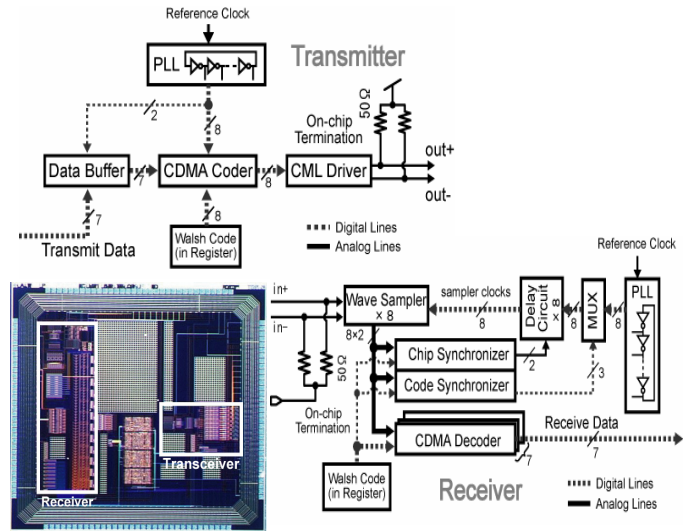 Reference Clock
PLL
Transmitter
2
8
On-chip
Termination
50 Ω
out+
out-
Data Buffer
7
CDMA Coder
8
CML Driver
7
8
Transmit Data
Walsh Code
(in Register)
Digital Lines
Analog Lines
Reference Clock
in+
in−
Wave Sampler
× 8
sampler clocks
8
Delay
Circuit
× 8
8
MUX
8
PLL
8×2
Chip Synchronizer
2
Code Synchronizer
3
50 Ω
On-chip
Termination
CDMA Decoder
7
Receive Data
7
Walsh Code
(in Register)
Receiver
Digital Lines
Analog Lines
Transceiver
Receiver